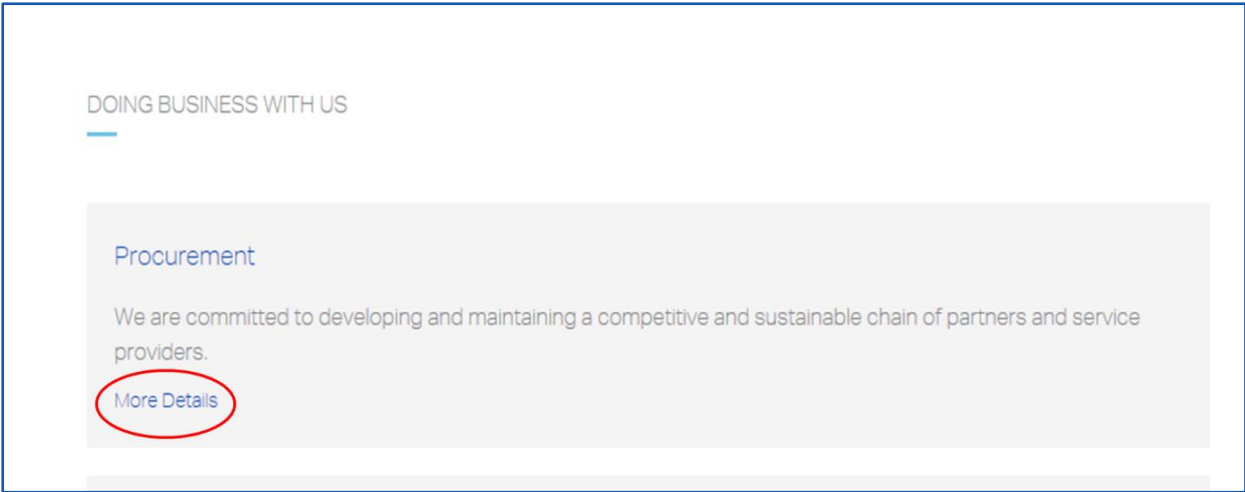 DOING BUSINESS WITH US
Procurement
We are committed to developing and maintaining a competitive and sustainable chain of partners and service
providers.
More Details